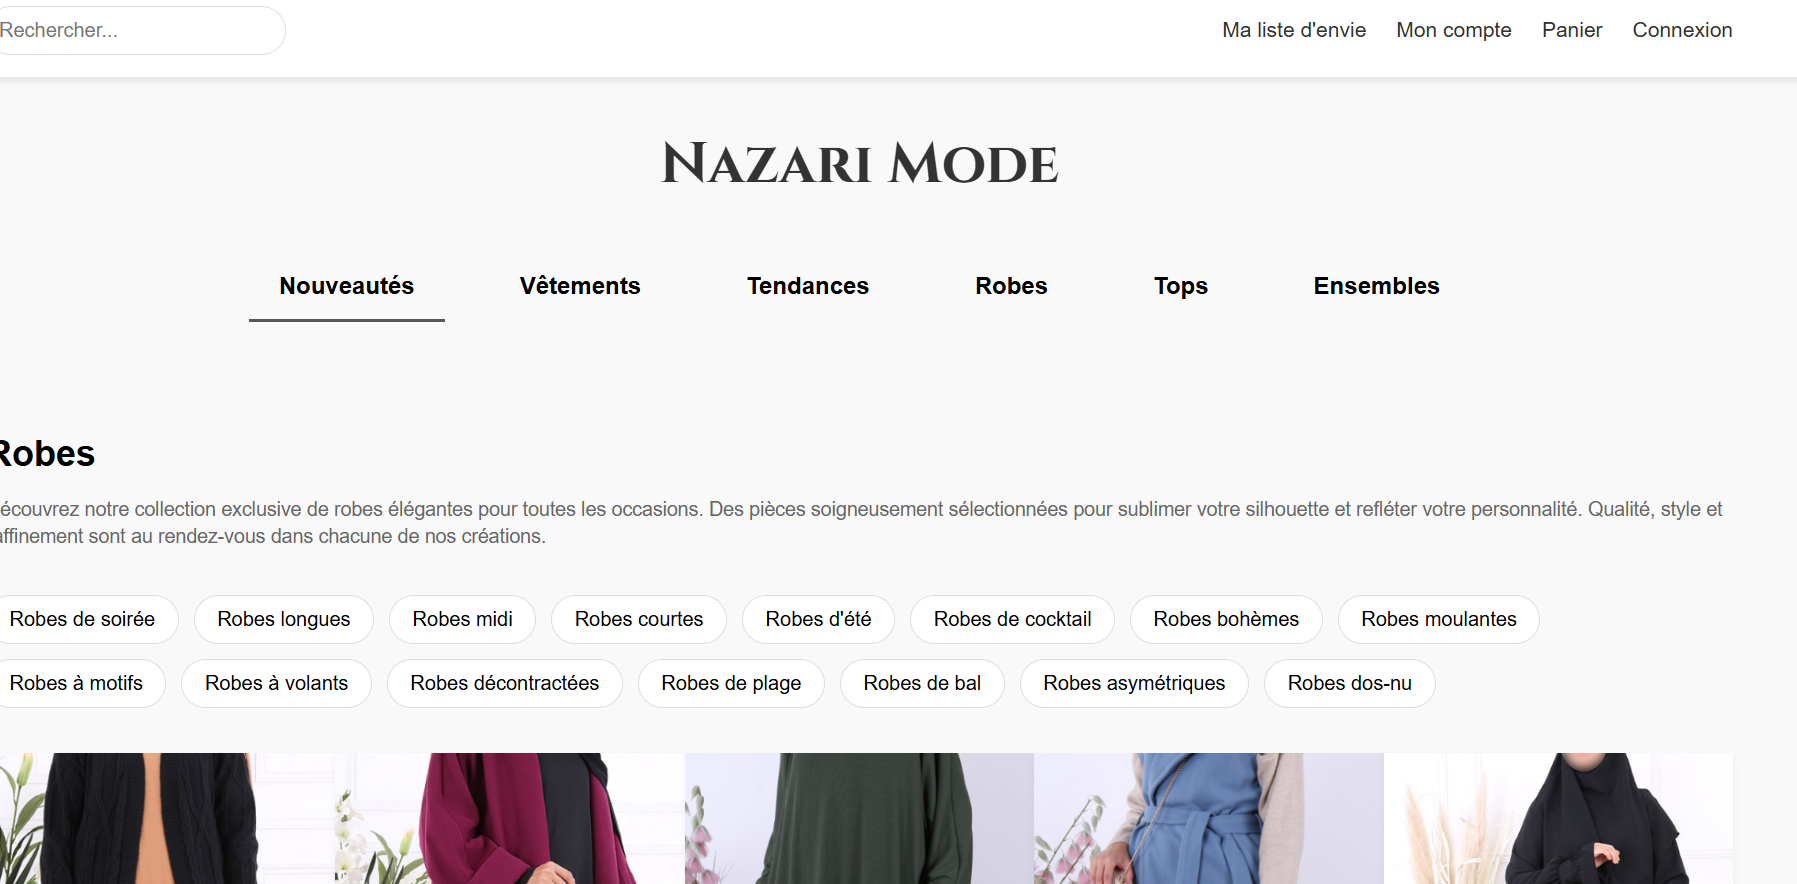 Rechercher... Ma liste d'envie Mon compte Panier Connexion
Nazari Mode
Nouveautés Vêtements Tendances Robes Tops Ensembles
Robes
écouvrez notre collection exclusive de robes élégantes pour toutes les occasions. Des pièces soigneusement sélectionnées pour sublimer votre silhouette et refléter votre personnalité. Qualité, style et
affinement sont au rendez-vous dans chacune de nos créations.
Robes de soirée Robes longues Robes midi Robes courtes Robes d'été Robes de cocktail Robes bohèmes Robes moulantes
Robes à motifs Robes à volants Robes décontractées Robes de plage Robes de bal Robes asymétriques Robes dos-nu